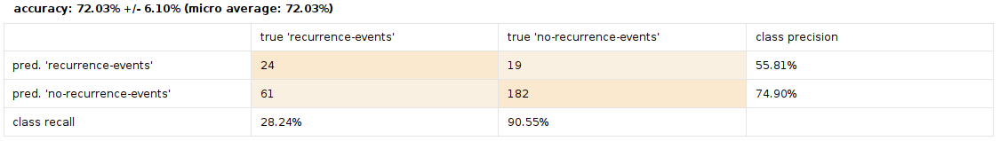 accuracy: 72.03% +/- 6.10% (micro average: 72.03%)
true 'recurrence-events' true 'no-recurrence-events' class precision
pred. 'recurrence-events' 24 19 55.81%
pred. 'no-recurrence-events' 61 182 74.90%
class recall 28.24% 90.55%